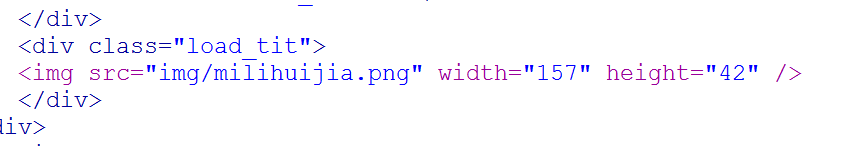 </div>
<div class="load_tit">
<img src="img/milihuijia.png" width="157" height="42" />
</div>
div>